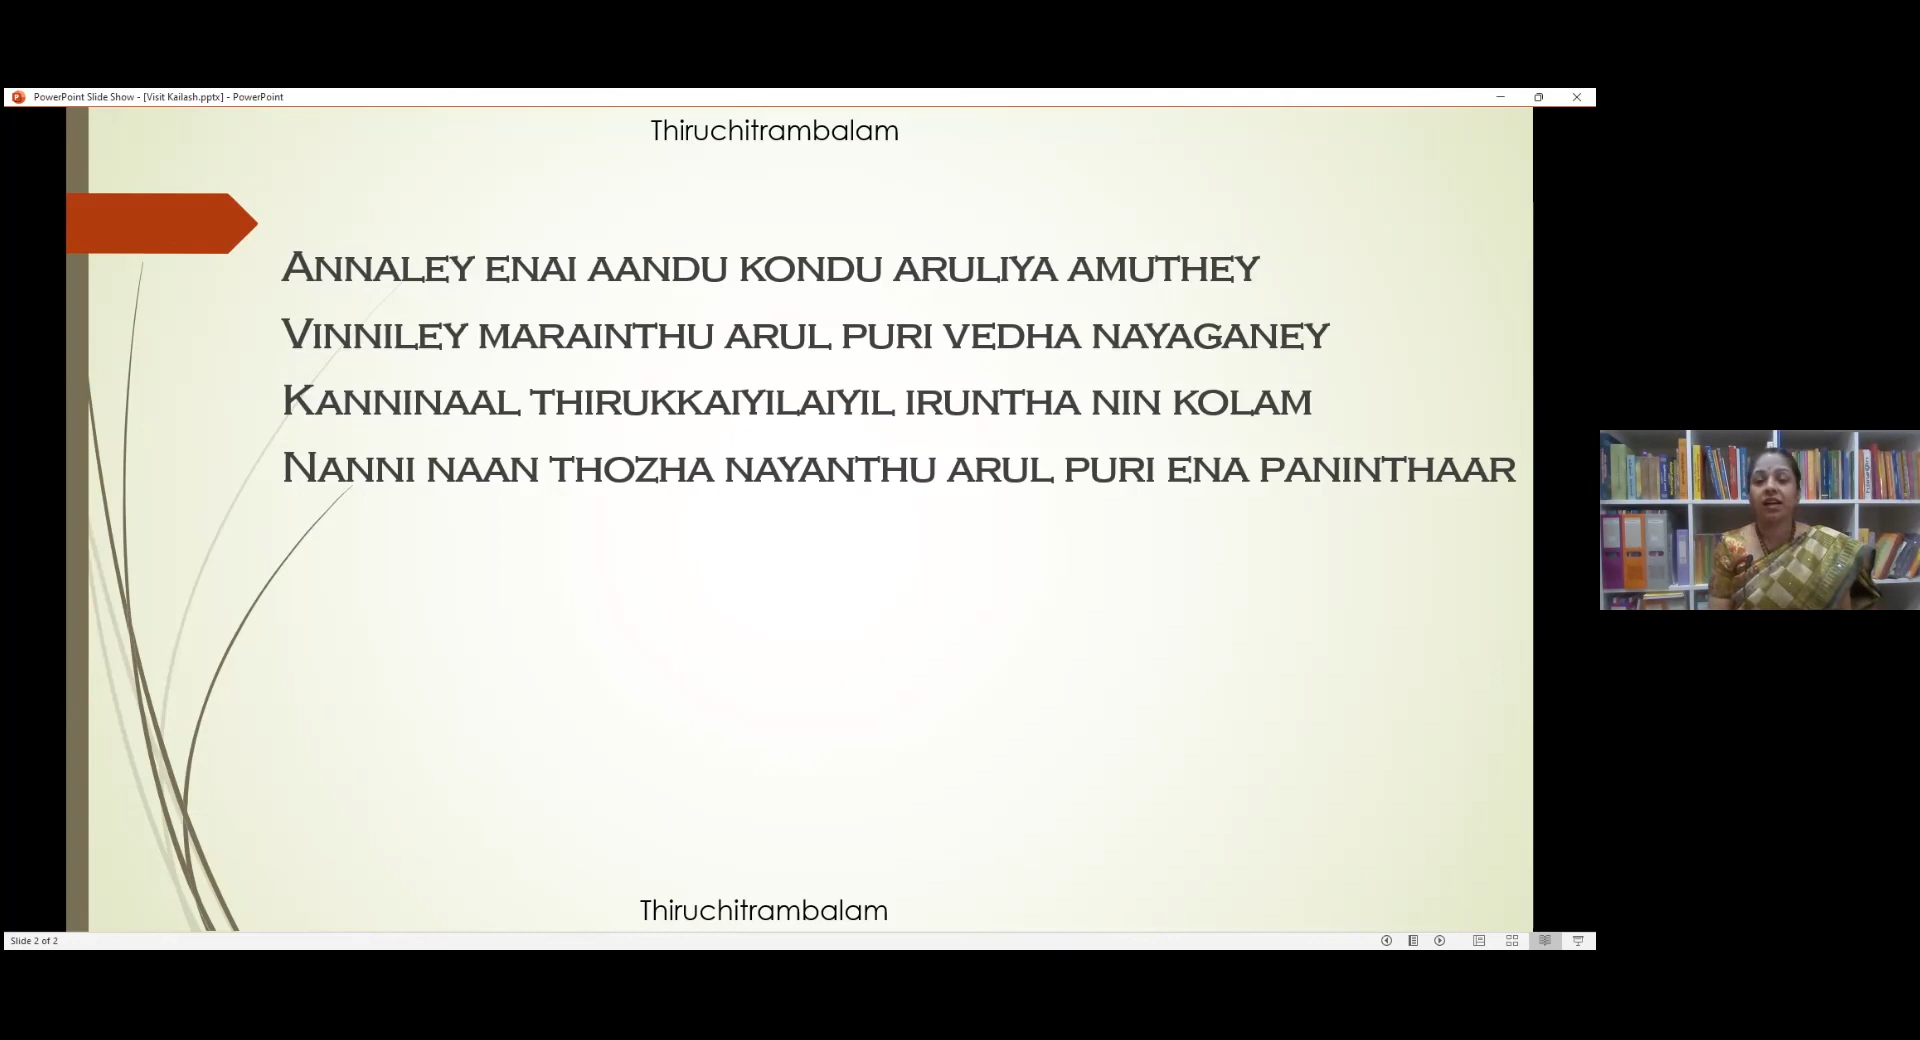 PowerPoint Slide Show - [Visit Kailash.pptx] - PowerPoint
Thiruchitrambalam
Annaley enai aandu kondu aruliya amuthey
Vinniley marainthu arul puri vedha nayaganey
Kanninaal thirukkaiyilaiyil iruntha nin kolam
Nanni naan thozha nayanthu arul puri ena paninthaar
Thiruchitrambalam
Slide 2 of 2